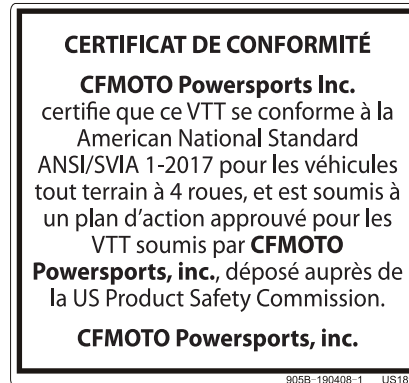 CERTIFICAT DE CONFORMITÉ
CFMOTO Powersports Inc.
certifie que ce VTT se conforme à la
American National Standard
ANSI/SVIA 1-2017 pour les véhicules
tout terrain à 4 roues, et est soumis à
un plan d'action approuvé pour les
VTT soumis par CFMOTO
Powersports, inc., déposé auprès de
la US Product Safety Commission.
CFMOTO Powersports, inc.
905B-190408-1 US18